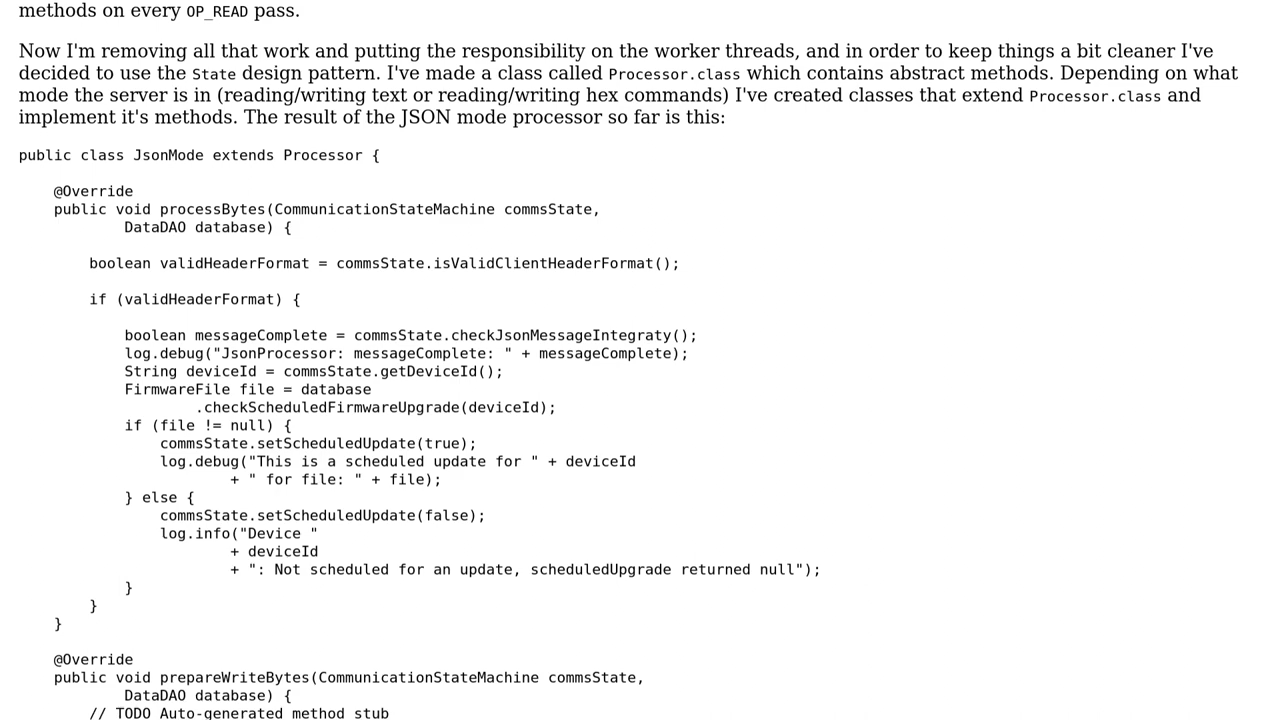 methods on every OP_READ pass.
Now I'm removing all that work and putting the responsibility on the worker threads, and in order to keep things a bit cleaner I've
decided to use the State design pattern. I've made a class called Processor.class which contains abstract methods. Depending on what
mode the server is in (reading/writing text or reading/writing hex commands) I've created classes that extend Processor.class and
implement it's methods. The result of the JSON mode processor so far is this:
public class JsonMode extends Processor {
    @Override
    public void processBytes(CommunicationStateMachine commsState,
            DataDAO database) {
        boolean validHeaderFormat = commsState.isValidClientHeaderFormat();
        if (validHeaderFormat) {
            boolean messageComplete = commsState.checkJsonMessageIntegraty();
            log.debug("JsonProcessor: messageComplete: " + messageComplete);
            String deviceId = commsState.getDeviceId();
            FirmwareFile file = database
                    .checkScheduledFirmwareUpgrade(deviceId);
            if (file != null) {
                commsState.setScheduledUpdate(true);
                log.debug("This is a scheduled update for " + deviceId
                        + " for file: " + file);
            } else {
                commsState.setScheduledUpdate(false);
                log.info("Device "
                        + deviceId
                        + ": Not scheduled for an update, scheduledUpgrade returned null");
            }
        }
    }
    @Override
    public void prepareWriteBytes(CommunicationStateMachine commsState,
            DataDAO database) {
        // TODO Auto-generated method stub